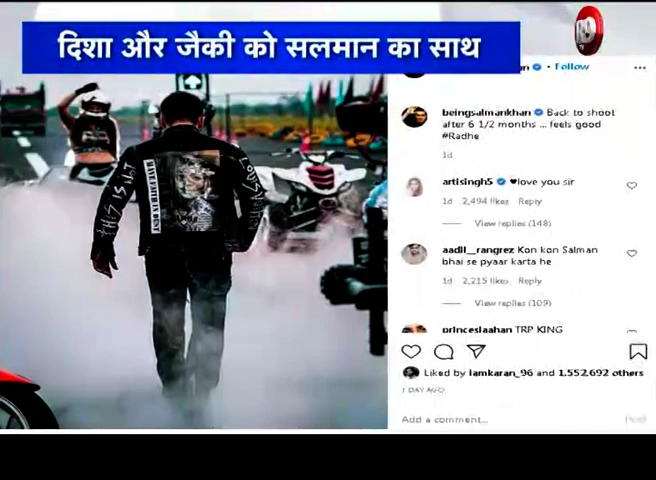 दिशा और जैकी को सलमान का साथ
• Follow
beingsalmankhan Back to shoot
after 6 1/2 months ... feels good
#Radhe
1d
artisingh5 ♥love you sir
1d 2,494 likes Reply
View replies (148)
aadil__rangrez Kon kon Salman
bhai se pyaar karta he
1d 2,215 likes Reply
View replies (109)
princeslaahan TRP KING
Liked by iamkaran_96 and 1,552,692 others
1 DAY AGO
Add a comment...
Post
THIS IS NOT